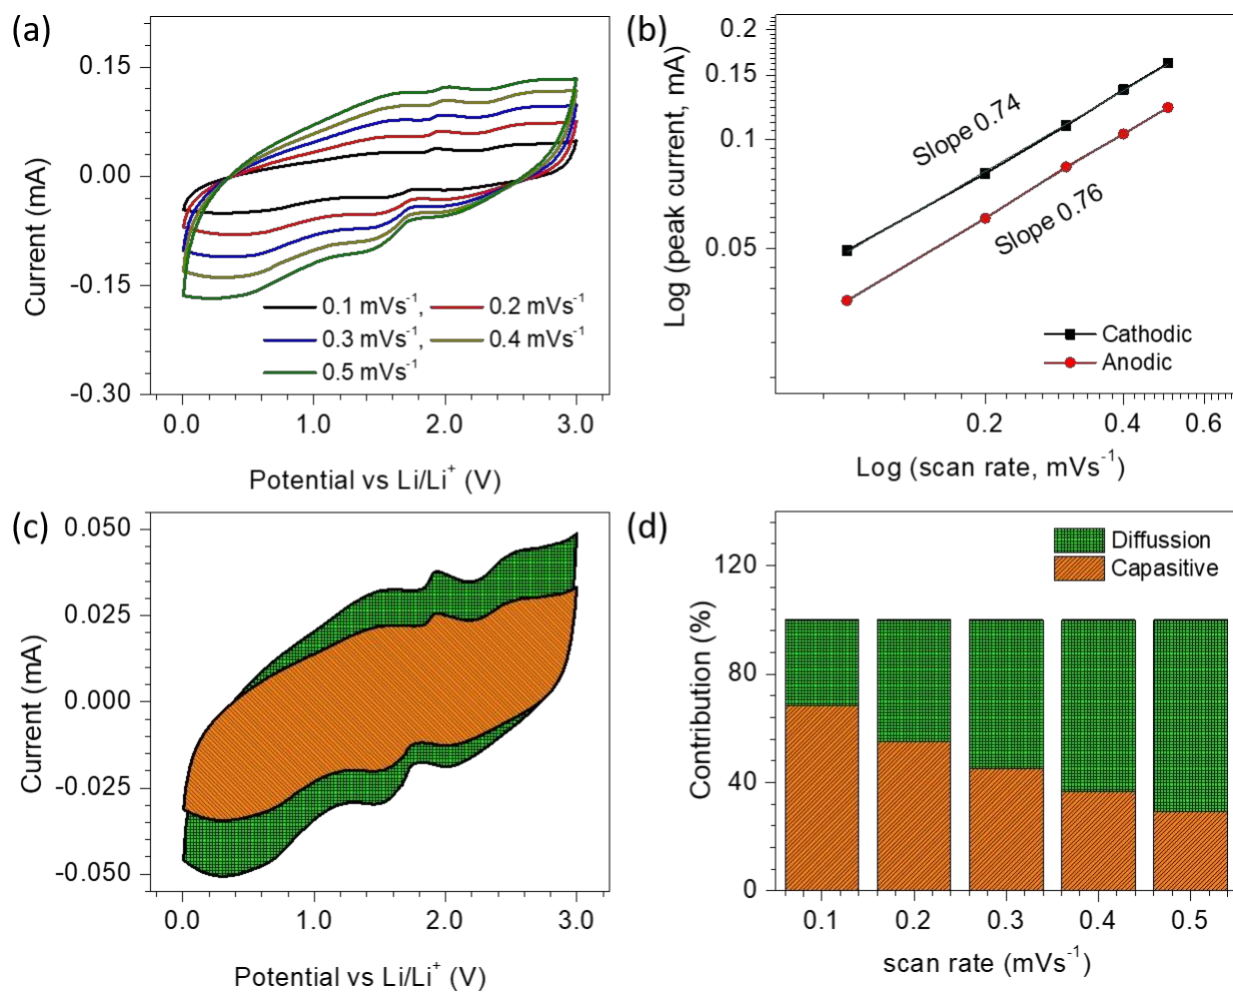 (a)
0.15
0.00
-0.15
-0.30
Current (mA)
0.1 mVs⁻¹, 0.2 mVs⁻¹
0.3 mVs⁻¹, 0.4 mVs⁻¹
0.5 mVs⁻¹
0.0 1.0 2.0 3.0
Potential vs Li/Li⁺ (V)
(b)
0.2
0.15
0.1
0.05
Log (peak current, mA)
Slope 0.74
Slope 0.76
Cathodic
Anodic
0.2 0.4 0.6
Log (scan rate, mVs⁻¹)
(c)
0.050
0.025
0.000
-0.025
-0.050
Current (mA)
0.0 1.0 2.0 3.0
Potential vs Li/Li⁺ (V)
(d)
Diffussion
Capasitive
120
80
40
0
Contribution (%)
0.1 0.2 0.3 0.4 0.5
scan rate (mVs⁻¹)